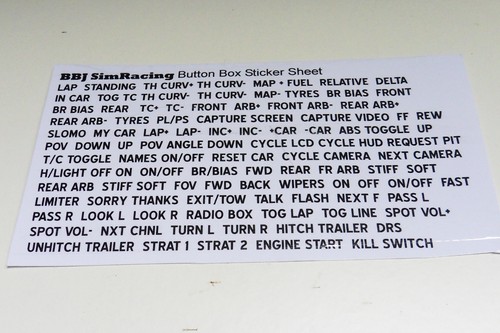 BBJ SimRacing Button Box Sticker Sheet
LAP STANDING TH CURV+ TH CURV- MAP + FUEL RELATIVE DELTA
IN CAR TOG TC TH CURV- TH CURV- MAP- TYRES BR BIAS FRONT
BR BIAS REAR TC+ TC- FRONT ARB+ FRONT ARB- REAR ARB+
REAR ARB- TYRES PL/PS CAPTURE SCREEN CAPTURE VIDEO FF REW
SLOMO MY CAR LAP+ LAP- INC+ INC- +CAR -CAR ABS TOGGLE UP
POV DOWN UP POV ANGLE DOWN CYCLE LCD CYCLE HUD REQUEST PIT
T/C TOGGLE NAMES ON/OFF RESET CAR CYCLE CAMERA NEXT CAMERA
H/LIGHT OFF ON ON/OFF BR/BIAS FWD REAR FR ARB STIFF SOFT
REAR ARB STIFF SOFT FOV FWD BACK WIPERS ON OFF ON/OFF FAST
LIMITER SORRY THANKS EXIT/TOW TALK FLASH NEXT F PASS L
PASS R LOOK L LOOK R RADIO BOX TOG LAP TOG LINE SPOT VOL+
SPOT VOL- NXT CHNL TURN L TURN R HITCH TRAILER DRS
UNHITCH TRAILER STRAT 1 STRAT 2 ENGINE START KILL SWITCH